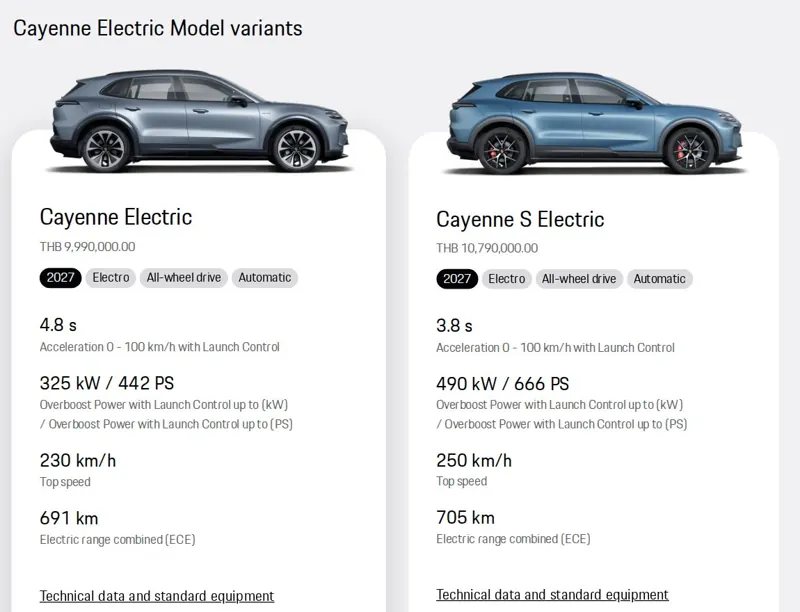 Cayenne Electric Model variants
Cayenne Electric
THB 9,990,000.00
2027 Electro All-wheel drive Automatic
4.8 s
Acceleration 0 - 100 km/h with Launch Control
325 kW / 442 PS
Overboost Power with Launch Control up to (kW)
/ Overboost Power with Launch Control up to (PS)
230 km/h
Top speed
691 km
Electric range combined (ECE)
Technical data and standard equipment
Cayenne S Electric
THB 10,790,000.00
2027 Electro All-wheel drive Automatic
3.8 s
Acceleration 0 - 100 km/h with Launch Control
490 kW / 666 PS
Overboost Power with Launch Control up to (kW)
/ Overboost Power with Launch Control up to (PS)
250 km/h
Top speed
705 km
Electric range combined (ECE)
Technical data and standard equipment